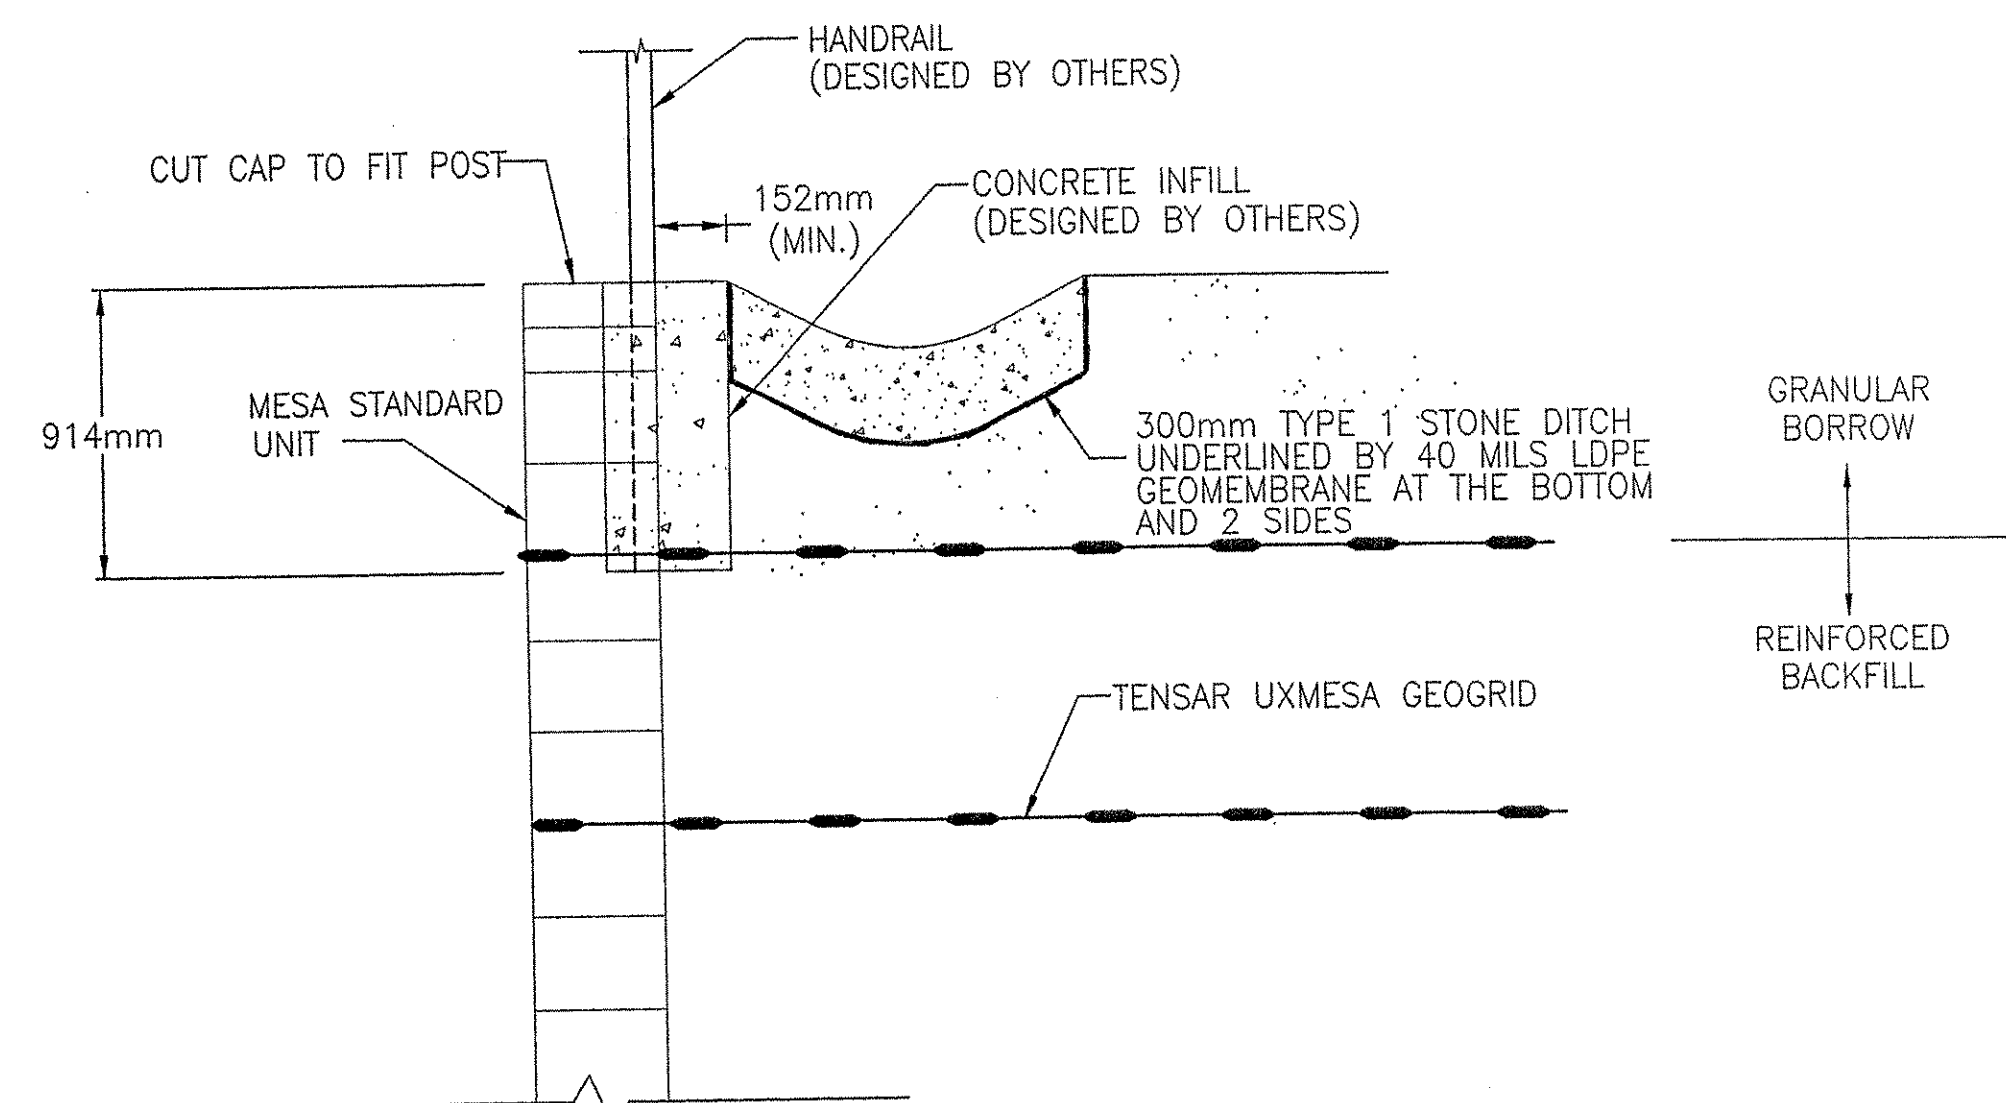 HANDRAIL
(DESIGNED BY OTHERS)
CUT CAP TO FIT POST
152mm
(MIN.)
CONCRETE INFILL
(DESIGNED BY OTHERS)
914mm
MESA STANDARD
UNIT
300mm TYPE 1 STONE DITCH
UNDERLINED BY 40 MILS LDPE
GEOMEMBRANE AT THE BOTTOM
AND 2 SIDES
GRANULAR
BORROW
REINFORCED
BACKFILL
TENSAR UXMESA GEOGRID